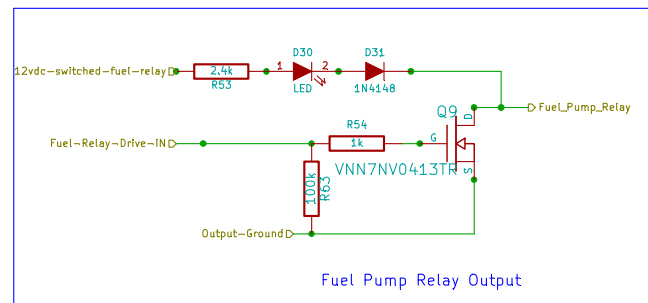 D30 D31
12vdc-switched-fuel-relay 2.4k 1 2
R53 LED 1N4148
Q9 D Fuel_Pump_Relay
R54
Fuel-Relay-Drive-IN 1k G
100k R63 VNN7NV0413TR S
Output-Ground
Fuel Pump Relay Output